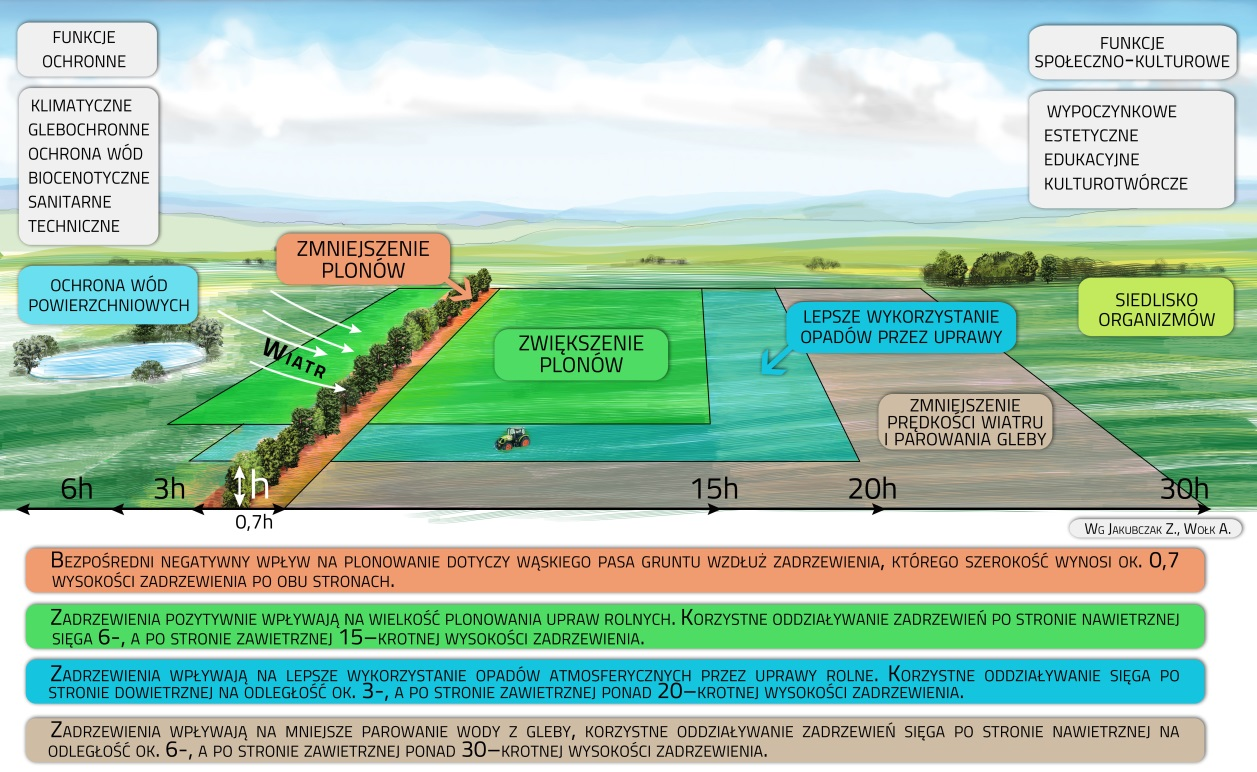 FUNKCJE
OCHRONNE
KLIMATYCZNE
GLEBOCHRONNE
OCHRONA WÓD
BIOCENOTYCZNE
SANITARNE
TECHNICZNE
FUNKCJE
SPOŁECZNO-KULTUROWE
WYPOCZYNKOWE
ESTETYCZNE
EDUKACYJNE
KULTUROTWÓRCZE
OCHRONA WÓD
POWIERZCHNIOWYCH
ZMNIEJSZENIE
PLONÓW
WIATR
ZWIĘKSZENIE
PLONÓW
LEPSZE WYKORZYSTANIE
OPADÓW PRZEZ UPRAWY
SIEDLISKO
ORGANIZMÓW
ZMNIEJSZENIE
PRĘDKOŚCI WIATRU
I PAROWANIA GLEBY
6h 3h h 15h 20h 30h
0,7h
WG JAKUBCZAK Z., WOŁK A.
BEZPOŚREDNI NEGATYWNY WPŁYW NA PLONOWANIE DOTYCZY WĄSKIEGO PASA GRUNTU WZDŁUŻ ZADRZEWIENIA, KTÓREGO SZEROKOŚĆ WYNOSI OK. 0,7
WYSOKOŚCI ZADRZEWIENIA PO OBU STRONACH.
ZADRZEWIENIA POZYTYWNIE WPŁYWAJĄ NA WIELKOŚĆ PLONOWANIA UPRAW ROLNYCH. KORZYSTNE ODDZIAŁYWANIE ZADRZEWIEŃ PO STRONIE NAWIETRZNEJ
SIĘGA 6-, A PO STRONIE ZAWIETRZNEJ 15–KROTNEJ WYSOKOŚCI ZADRZEWIENIA.
ZADRZEWIENIA WPŁYWAJĄ NA LEPSZE WYKORZYSTANIE OPADÓW ATMOSFERYCZNYCH PRZEZ UPRAWY ROLNE. KORZYSTNE ODDZIAŁYWANIE SIĘGA PO
STRONIE DOWIETRZNEJ NA ODLEGŁOŚĆ OK. 3-, A PO STRONIE ZAWIETRZNEJ PONAD 20–KROTNEJ WYSOKOŚCI ZADRZEWIENIA.
ZADRZEWIENIA WPŁYWAJĄ NA MNIEJSZE PAROWANIE WODY Z GLEBY, KORZYSTNE ODDZIAŁYWANIE ZADRZEWIEŃ SIĘGA PO STRONIE NAWIETRZNEJ NA
ODLEGŁOŚĆ OK. 6-, A PO STRONIE ZAWIETRZNEJ PONAD 30–KROTNEJ WYSOKOŚCI ZADRZEWIENIA.